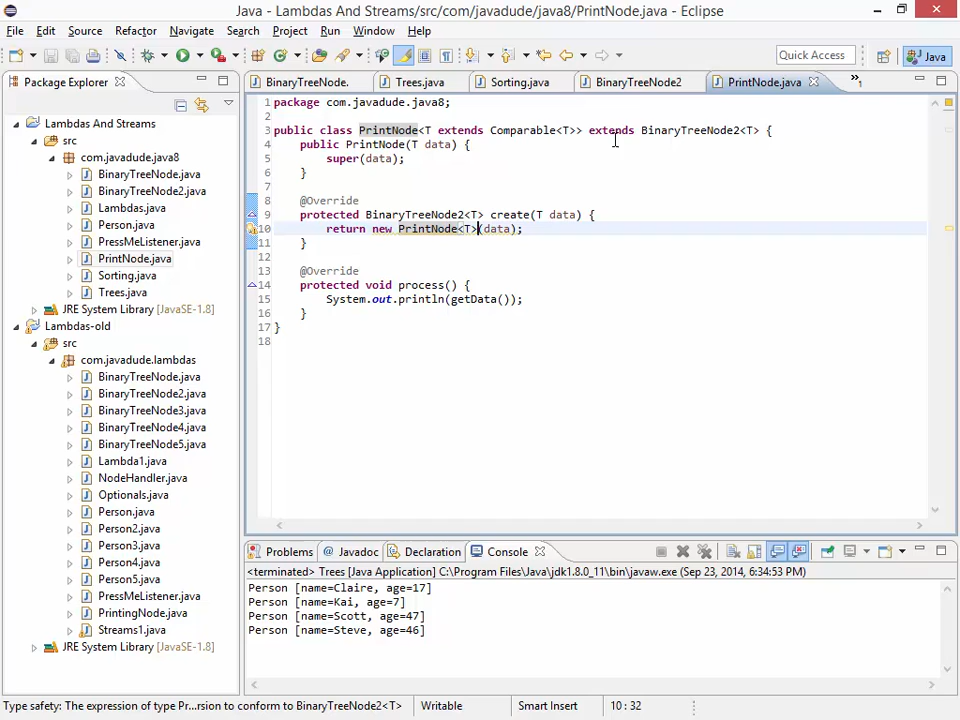 Java - Lambdas And Streams/src/com/javadude/java8/PrintNode.java - Eclipse
File Edit Source Refactor Navigate Search Project Run Window Help
Quick Access
Java
Package Explorer
BinaryTreeNode.
Trees.java
Sorting.java
BinaryTreeNode2
PrintNode.java
»1
Lambdas And Streams
src
com.javadude.java8
BinaryTreeNode.java
BinaryTreeNode2.java
Lambdas.java
Person.java
PressMeListener.java
PrintNode.java
Sorting.java
Trees.java
JRE System Library [JavaSE-1.8]
Lambdas-old
src
com.javadude.lambdas
BinaryTreeNode.java
BinaryTreeNode2.java
BinaryTreeNode3.java
BinaryTreeNode4.java
BinaryTreeNode5.java
Lambda1.java
NodeHandler.java
Optionals.java
Person.java
Person2.java
Person3.java
Person4.java
Person5.java
PressMeListener.java
PrintingNode.java
Streams1.java
JRE System Library [JavaSE-1.8]
1 package com.javadude.java8;
2
3 public class PrintNode<T extends Comparable<T>> extends BinaryTreeNode2<T> {
4 public PrintNode(T data) {
5 super(data);
6 }
7
8 @Override
9 protected BinaryTreeNode2<T> create(T data) {
10 return new PrintNode<T>(data);
11 }
12
13 @Override
14 protected void process() {
15 System.out.println(getData());
16 }
17 }
18
Problems @ Javadoc Declaration Console
<terminated> Trees [Java Application] C:\Program Files\Java\jdk1.8.0_11\bin\javaw.exe (Sep 23, 2014, 6:34:53 PM)
Person [name=Claire, age=17]
Person [name=Kai, age=7]
Person [name=Scott, age=47]
Person [name=Steve, age=46]
Type safety: The expression of type Pr...rsion to conform to BinaryTreeNode2<T>
Writable
Smart Insert
10 : 32